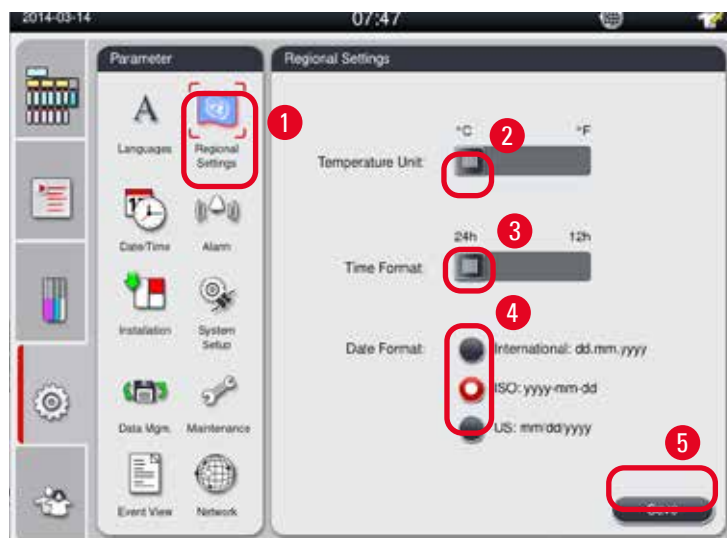 2014-03-14 07:47
Parameter
Regional Settings
Languages
Regional
Settings
1
°C
°F
2
Temperature Unit:
Date/Time
Alarm
24h
12h
3
Time Format:
Installation
System
Setup
4
Date Format:
International: dd.mm.yyyy
ISO: yyyy-mm-dd
US: mm/dd/yyyy
Data Mgm.
Maintenance
5
Save
Event View
Network